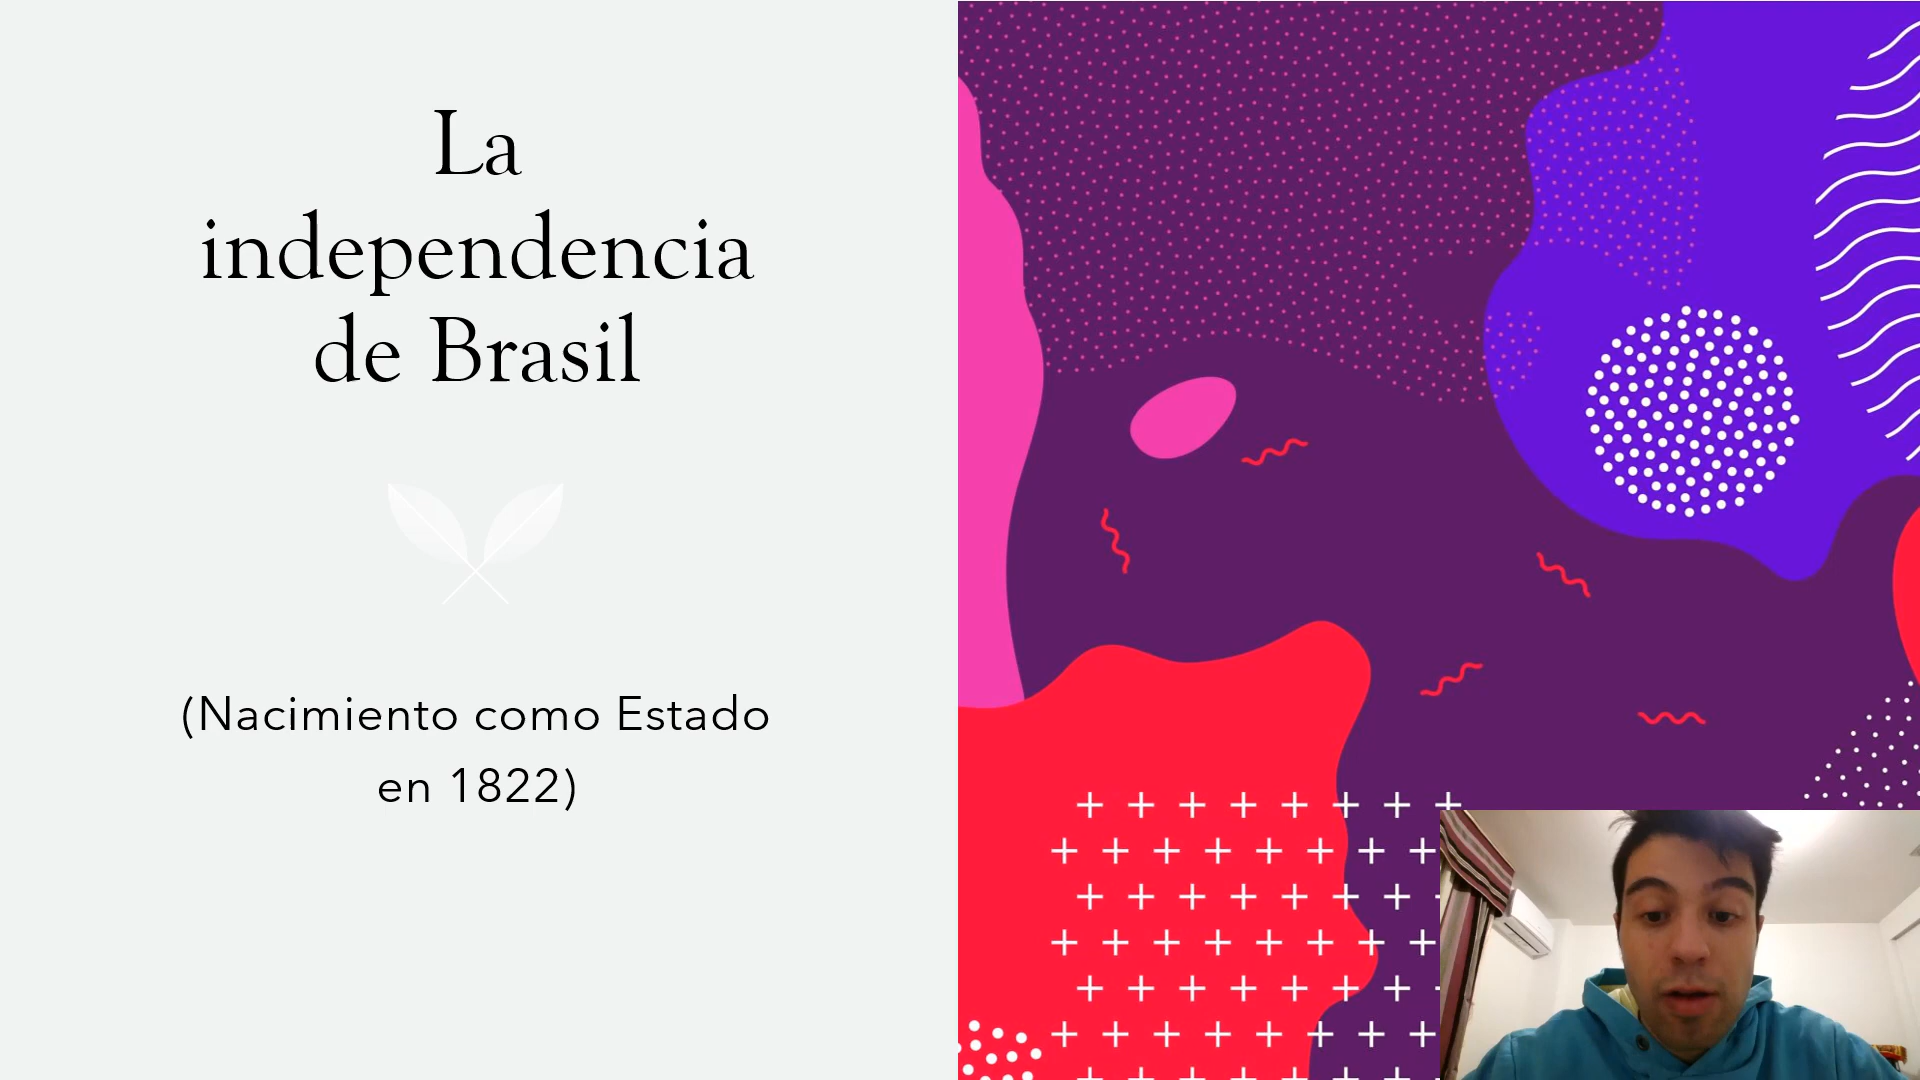 La
independencia
de Brasil
(Nacimiento como Estado
en 1822)